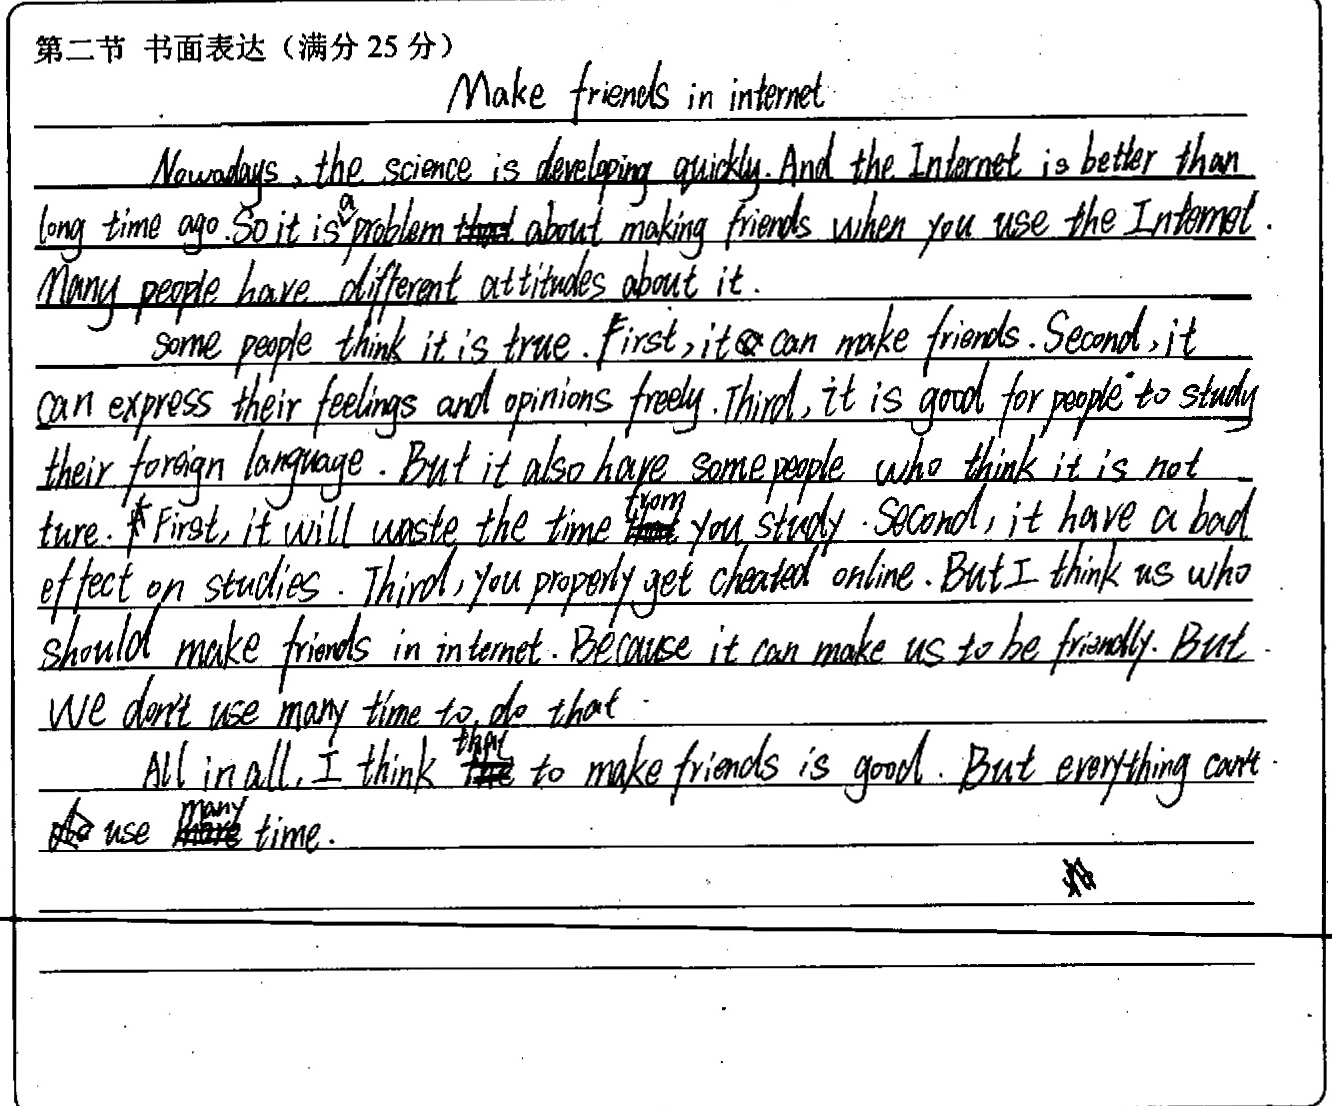 第二节 书面表达（满分 25 分）
Make friends in internet
Nowadays, the science is developing quickly. And the Internet is better than
long time ago. So it is a problem about making friends when you use the Internet.
Many people have different attitudes about it.
Some people think it is true. First, it can make friends. Second, it
can express their feelings and opinions freely. Third, it is good for people to study
their foreign language. But it also have some people who think it is not
ture. First, it will waste the time from you study. Second, it have a bad
effect on studies. Third, you properly get cheated online. But I think us who
should make friends in internet. Because it can make us to be friendly. But
we don't use many time to do that.
All in all, I think that to make friends is good. But everything can't
use many time.